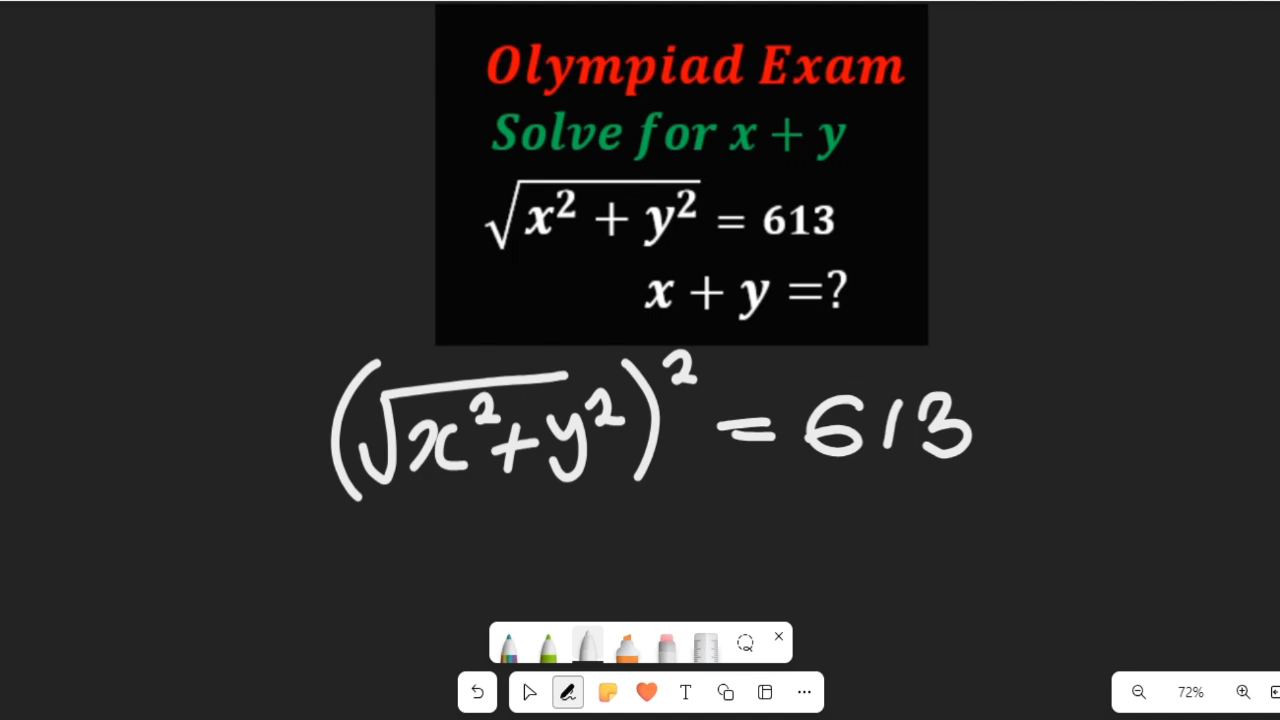 Olympiad Exam
Solve for x + y
√(x² + y²) = 613
x + y =?
(√(x²+y²))² = 613
T
72%